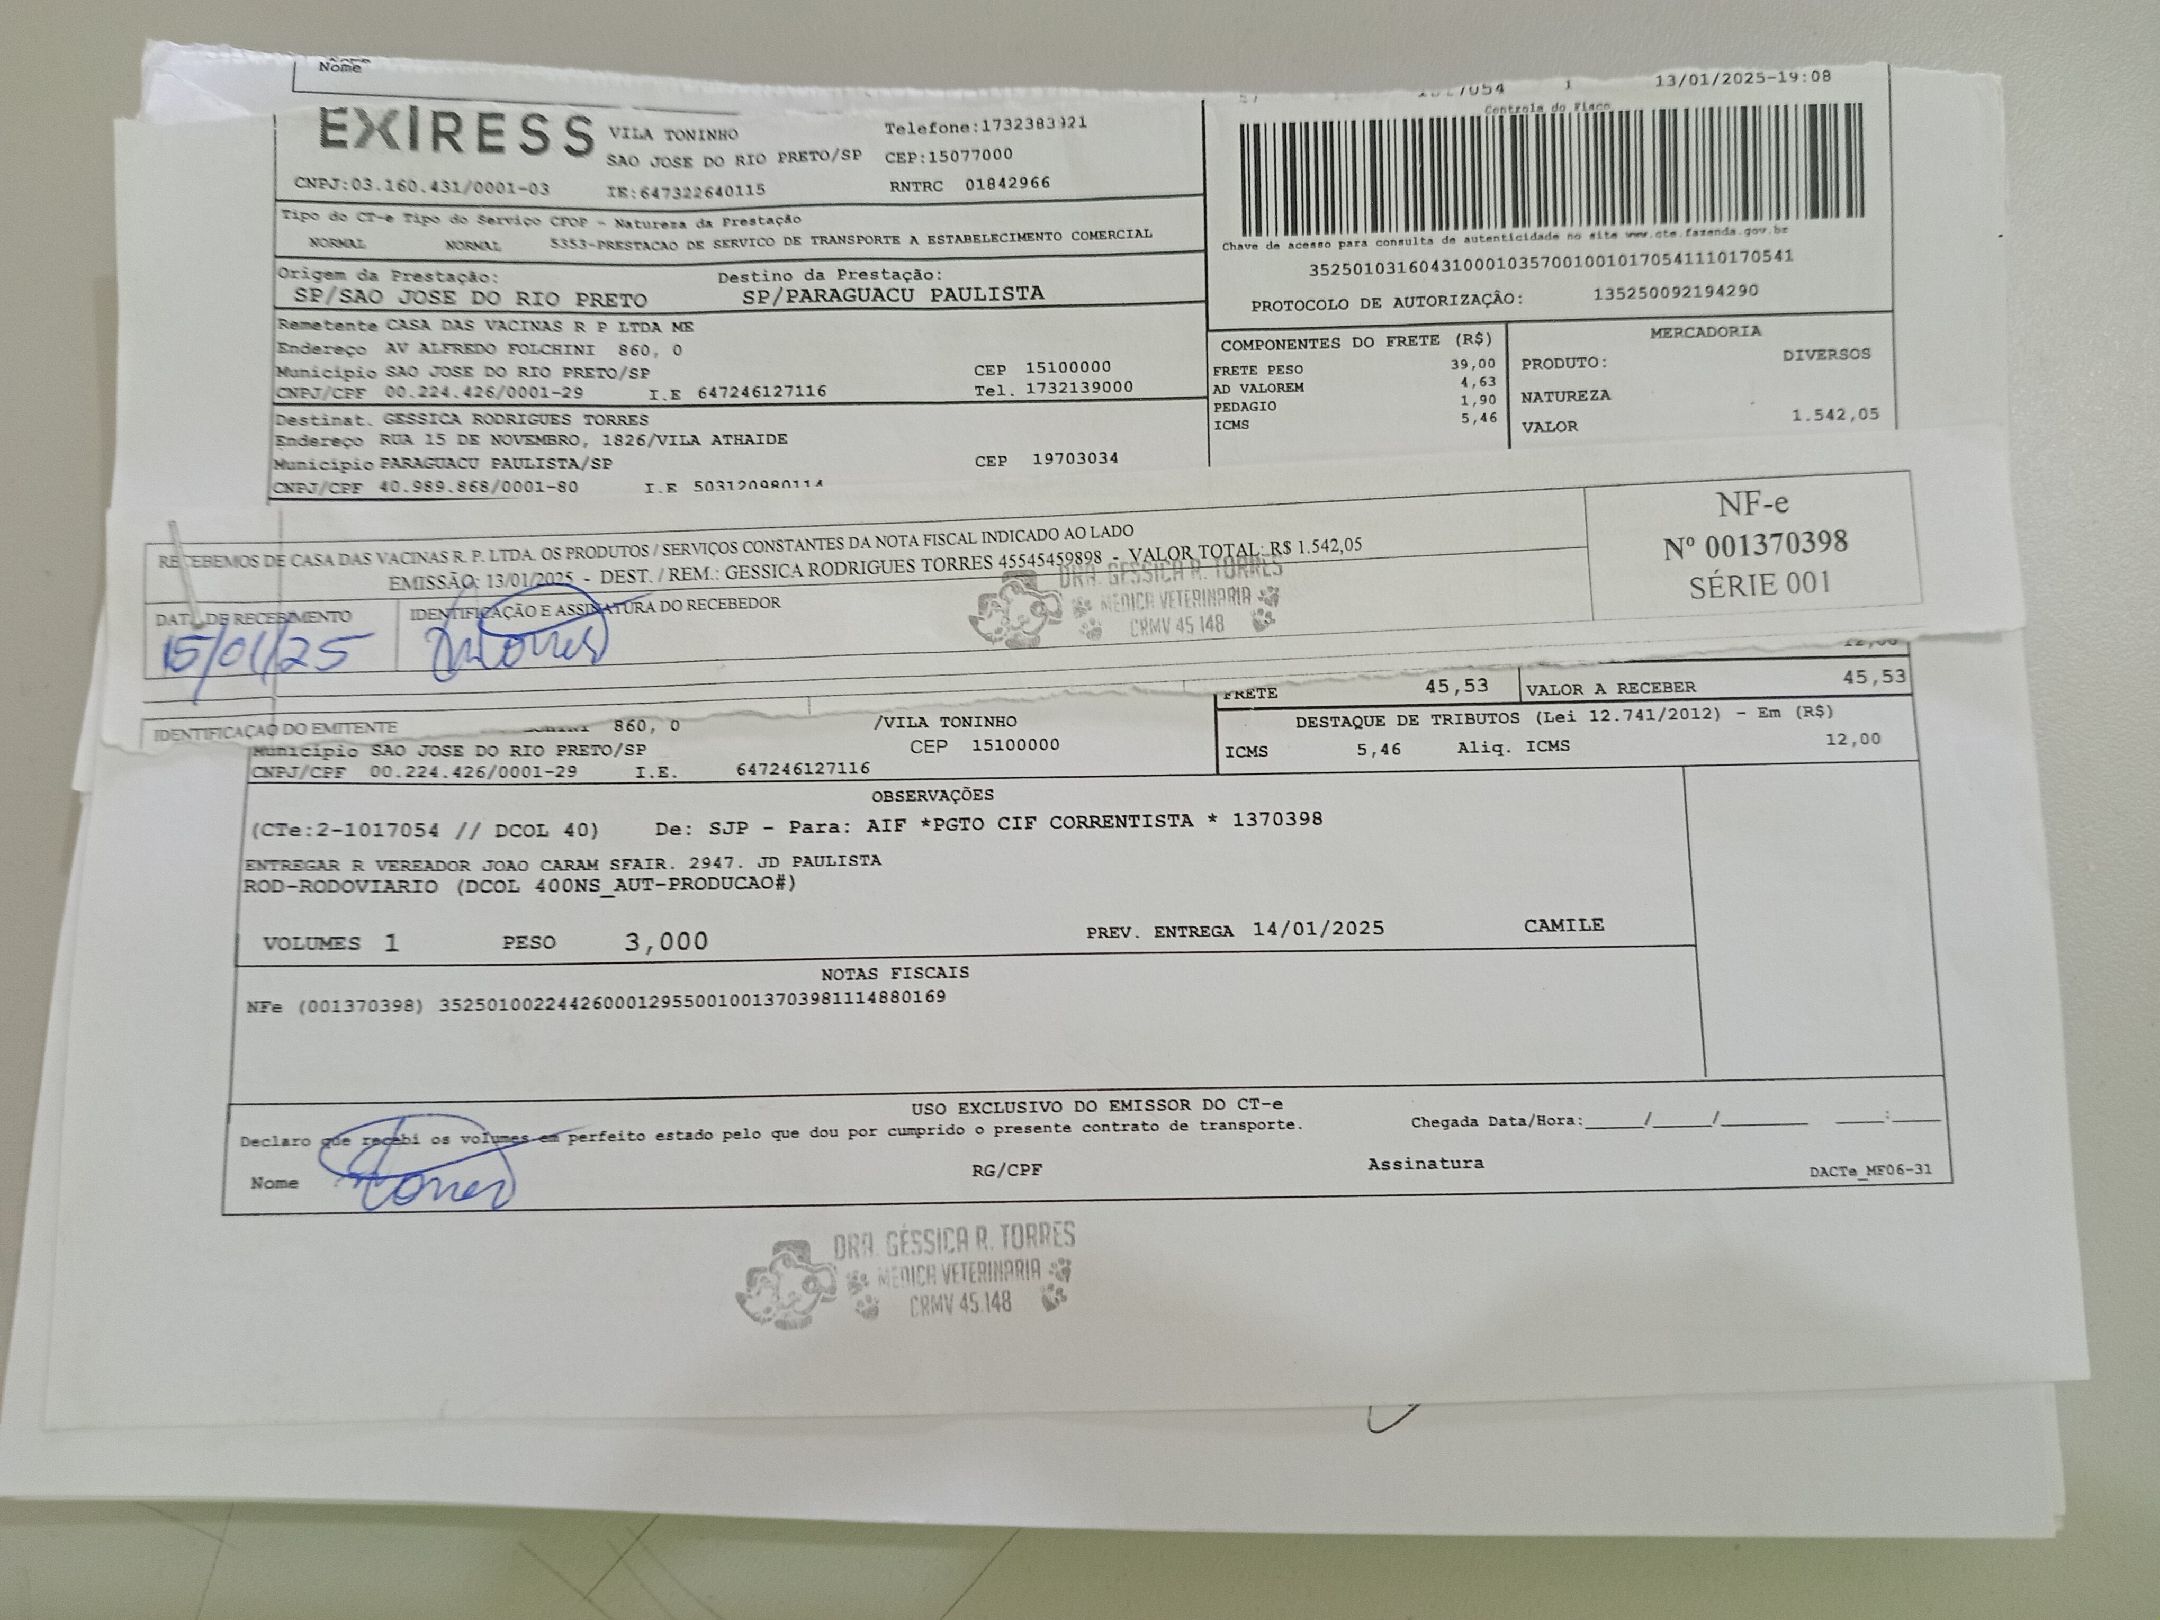 Nome
13/01/2025-19:08
Controle do Fisco
EXIRESS
VILA TONINHO
Telefone:1732383921
SAO JOSE DO RIO PRETO/SP CEP:15077000
CNPJ:03.160.431/0001-03 IE:647322640115 RNTRC 01842966
Tipo do CT-e Tipo do Serviço CFOP - Natureza da Prestação
NORMAL NORMAL 5353-PRESTACAO DE SERVICO DE TRANSPORTE A ESTABELECIMENTO COMERCIAL
Chave de acesso para consulta de autenticidade no site www.cte.fazenda.gov.br
35250103160431000103570010010170541110170541
PROTOCOLO DE AUTORIZAÇÃO: 135250092194290
Origem da Prestação: Destino da Prestação:
SP/SAO JOSE DO RIO PRETO SP/PARAGUACU PAULISTA
Remetente CASA DAS VACINAS R P LTDA ME
Endereço AV ALFREDO FOLCHINI 860, 0
Municipio SAO JOSE DO RIO PRETO/SP CEP 15100000
CNPJ/CPF 00.224.426/0001-29 I.E 647246127116 Tel. 1732139000
COMPONENTES DO FRETE (R$)
FRETE PESO 39,00
AD VALOREM 4,63
PEDAGIO 1,90
ICMS 5,46
MERCADORIA
PRODUTO: DIVERSOS
NATUREZA
VALOR 1.542,05
Destinat. GESSICA RODRIGUES TORRES
Endereço RUA 15 DE NOVEMBRO, 1826/VILA ATHAIDE
Municipio PARAGUACU PAULISTA/SP CEP 19703034
CNPJ/CPF 40.989.868/0001-80 I.E 503120980114
RECEBEMOS DE CASA DAS VACINAS R. P. LTDA. OS PRODUTOS / SERVIÇOS CONSTANTES DA NOTA FISCAL INDICADO AO LADO
EMISSÃO: 13/01/2025 - DEST. / REM.: GESSICA RODRIGUES TORRES 45545459898 - VALOR TOTAL: R$ 1.542,05
NF-e
Nº 001370398
SÉRIE 001
DATA DE RECEBIMENTO
IDENTIFICAÇÃO E ASSINATURA DO RECEBEDOR
15/01/25
Torres
DRA. GÉSSICA R. TORRES
MÉDICA VETERINÁRIA
CRMV 45.148
12,00
FRETE 45,53 VALOR A RECEBER 45,53
IDENTIFICAÇÃO DO EMITENTE
860, 0 /VILA TONINHO
Municipio SAO JOSE DO RIO PRETO/SP CEP 15100000
CNPJ/CPF 00.224.426/0001-29 I.E. 647246127116
DESTAQUE DE TRIBUTOS (Lei 12.741/2012) - Em (R$)
ICMS 5,46 Aliq. ICMS 12,00
OBSERVAÇÕES
(CTe:2-1017054 // DCOL 40) De: SJP - Para: AIF *PGTO CIF CORRENTISTA * 1370398
ENTREGAR R VEREADOR JOAO CARAM SFAIR. 2947. JD PAULISTA
ROD-RODOVIARIO (DCOL 400NS_AUT-PRODUCAO#)
VOLUMES 1 PESO 3,000 PREV. ENTREGA 14/01/2025 CAMILE
NOTAS FISCAIS
NFe (001370398) 35250100224426000129550010013703981114880169
USO EXCLUSIVO DO EMISSOR DO CT-e
Declaro que recebi os volumes em perfeito estado pelo que dou por cumprido o presente contrato de transporte.
Chegada Data/Hora:____/____/______ ____:____
Nome Torres RG/CPF Assinatura DACTe_MF06-31
DRA. GÉSSICA R. TORRES
MÉDICA VETERINÁRIA
CRMV 45.148